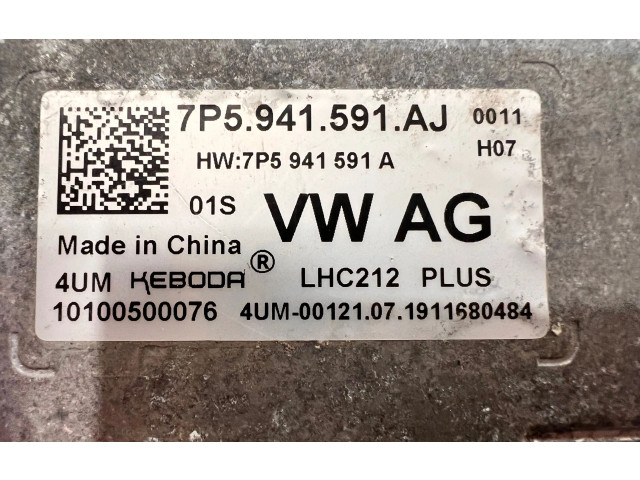 7P5.941.591.AJ 0011
HW:7P5 941 591 A H07
01S VW AG
Made in China
4UM KEBODA® LHC212 PLUS
10100500076 4UM-00121.07.1911680484